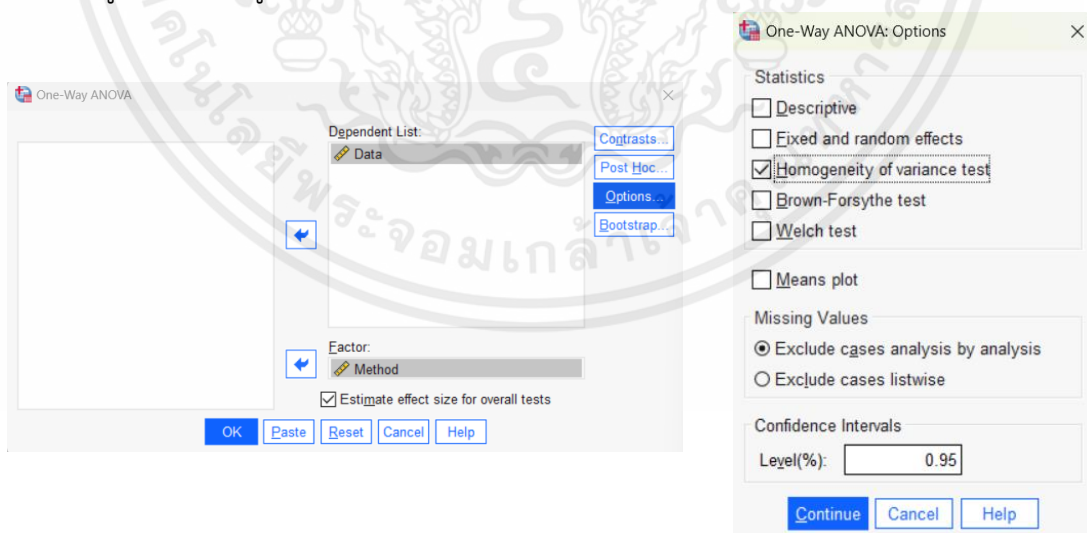 One-Way ANOVA
Dependent List:
Data
Contrasts...
Post Hoc...
Options...
Bootstrap...
Factor:
Method
Estimate effect size for overall tests
OK Paste Reset Cancel Help
One-Way ANOVA: Options
Statistics
Descriptive
Fixed and random effects
Homogeneity of variance test
Brown-Forsythe test
Welch test
Means plot
Missing Values
Exclude cases analysis by analysis
Exclude cases listwise
Confidence Intervals
Level(%): 0.95
Continue Cancel Help